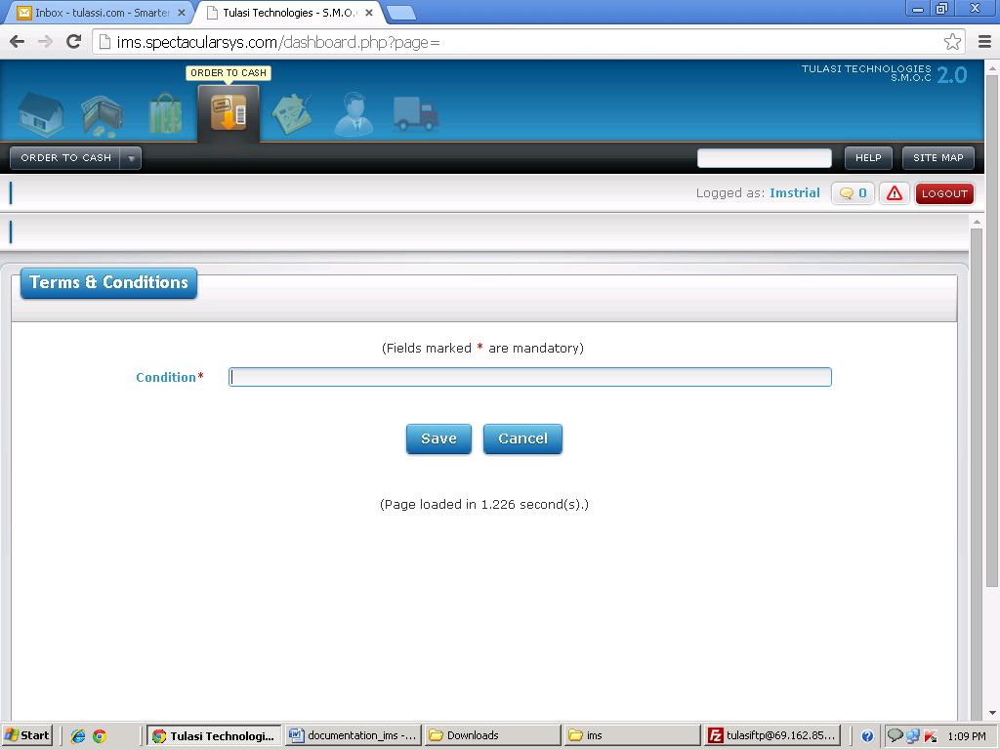 Inbox - tulassi.com - Smarte
Tulasi Technologies - S.M.O.
ims.spectacularsys.com/dashboard.php?page=
ORDER TO CASH
TULASI TECHNOLOGIES
S.M.O.C
2.0
ORDER TO CASH
HELP
SITE MAP
Logged as: Imstrial
0
LOGOUT
Terms & Conditions
(Fields marked * are mandatory)
Condition*
Save
Cancel
(Page loaded in 1.226 second(s).)
Start
Tulasi Technologi...
documentation_ims -...
Downloads
ims
tulasiftp@69.162.85...
1:09 PM